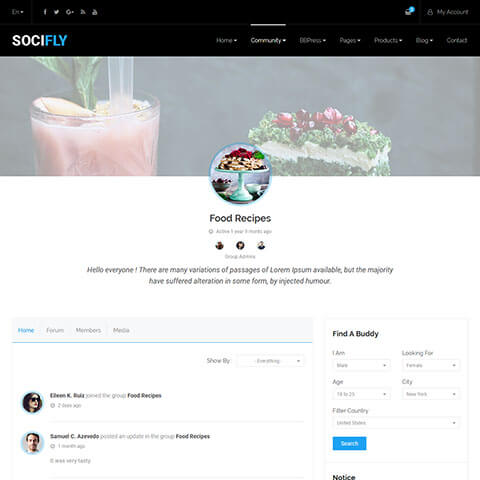 En
My Account
SOCIFLY
Home Community BBPress Pages Products Blog Contact
Food Recipes
Active 1 year 9 months ago
Group Admins
Hello everyone ! There are many variations of passages of Lorem Ipsum available, but the majority
have suffered alteration in some form, by injected humour.
Home Forum Members Media
Show By : - Everything -
Eileen K. Ruiz joined the group Food Recipes
2 days ago
Samuel C. Azevedo posted an update in the group Food Recipes
1 month ago
It was very tasty
Find A Buddy
I Am Looking For
Male Female
Age City
18 to 25 New York
Filter Country
United States
Search
Notice